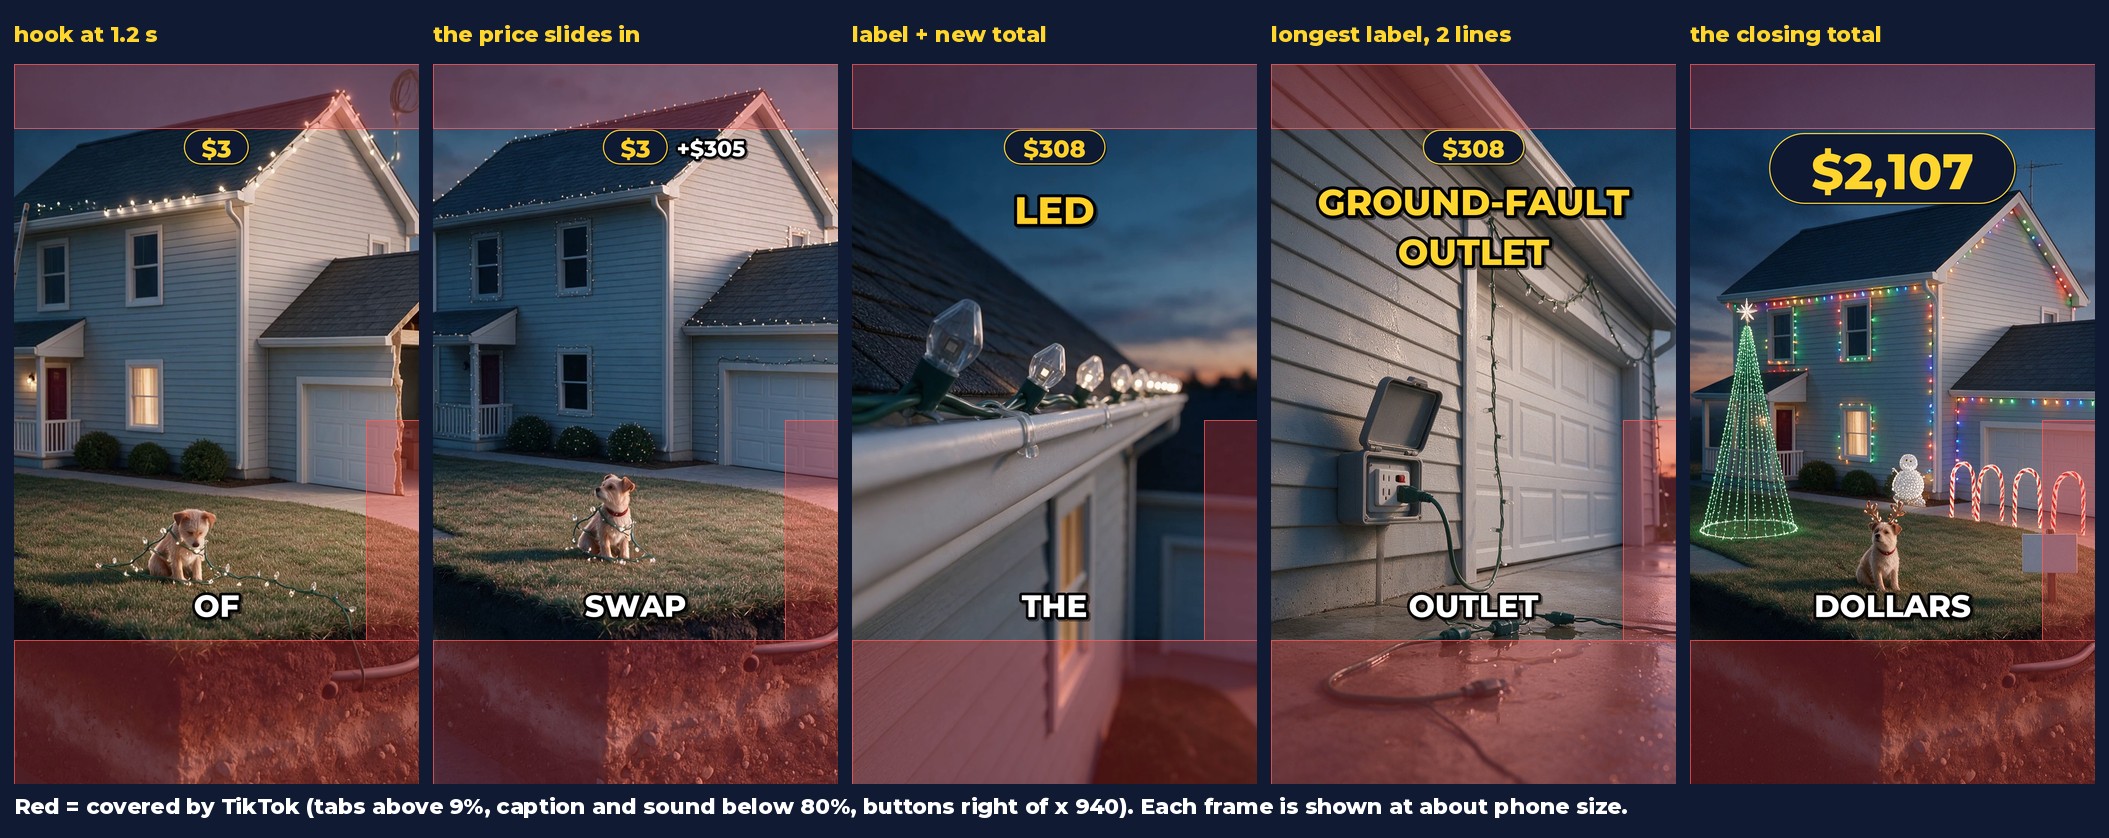 hook at 1.2 s
the price slides in
label + new total
longest label, 2 lines
the closing total
$3
OF
$3 +$305
SWAP
$308
LED
THE
$308
GROUND-FAULT
OUTLET
OUTLET
$2,107
DOLLARS
Red = covered by TikTok (tabs above 9%, caption and sound below 80%, buttons right of x 940). Each frame is shown at about phone size.